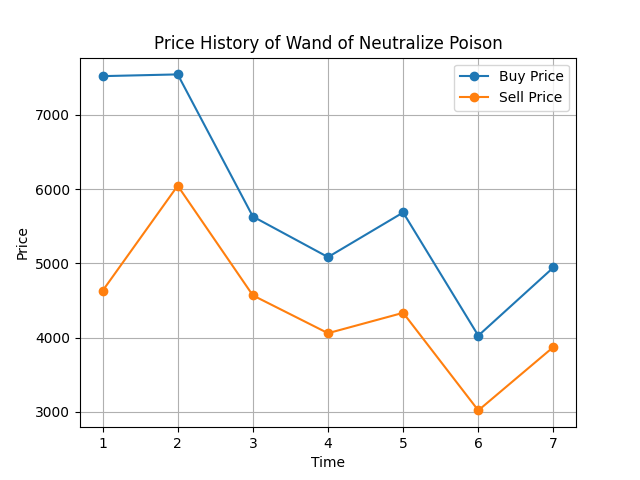 Price History of Wand of Neutralize Poison
Buy Price
Sell Price
Price
7000
6000
5000
4000
3000
1 2 3 4 5 6 7
Time